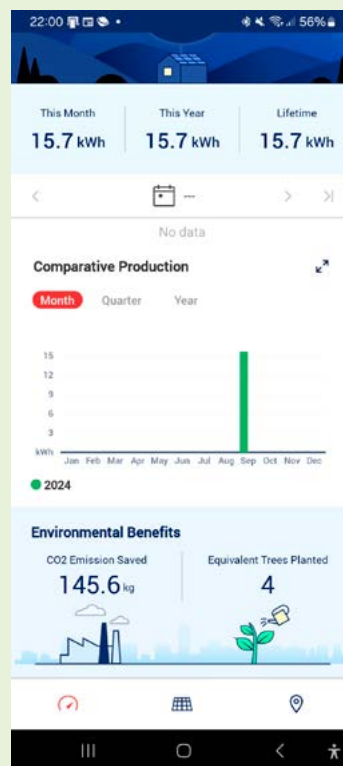 22:00 56%
This Month This Year Lifetime
15.7 kWh 15.7 kWh 15.7 kWh
--
No data
Comparative Production
Month Quarter Year
15
12
9
6
3
kWh
Jan Feb Mar Apr May Jun Jul Aug Sep Oct Nov Dec
2024
Environmental Benefits
CO2 Emission Saved Equivalent Trees Planted
145.6 kg 4